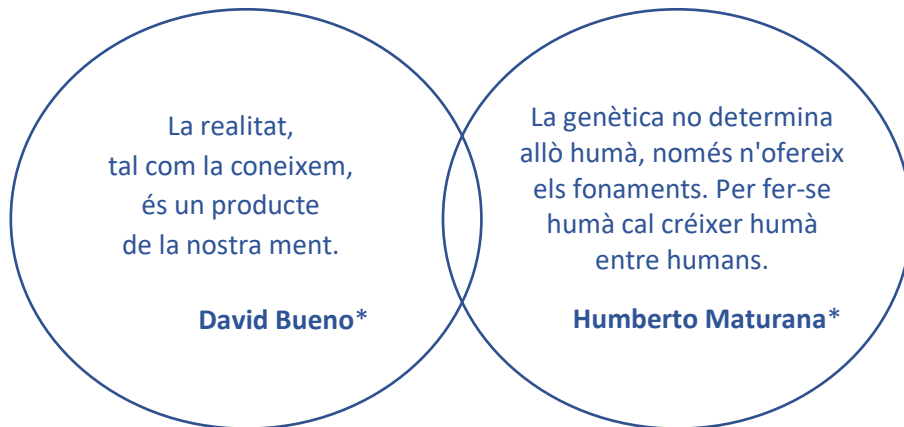 La realitat,
tal com la coneixem,
és un producte
de la nostra ment.
David Bueno*
La genètica no determina
allò humà, només n'ofereix
els fonaments. Per fer-se
humà cal créixer humà
entre humans.
Humberto Maturana*